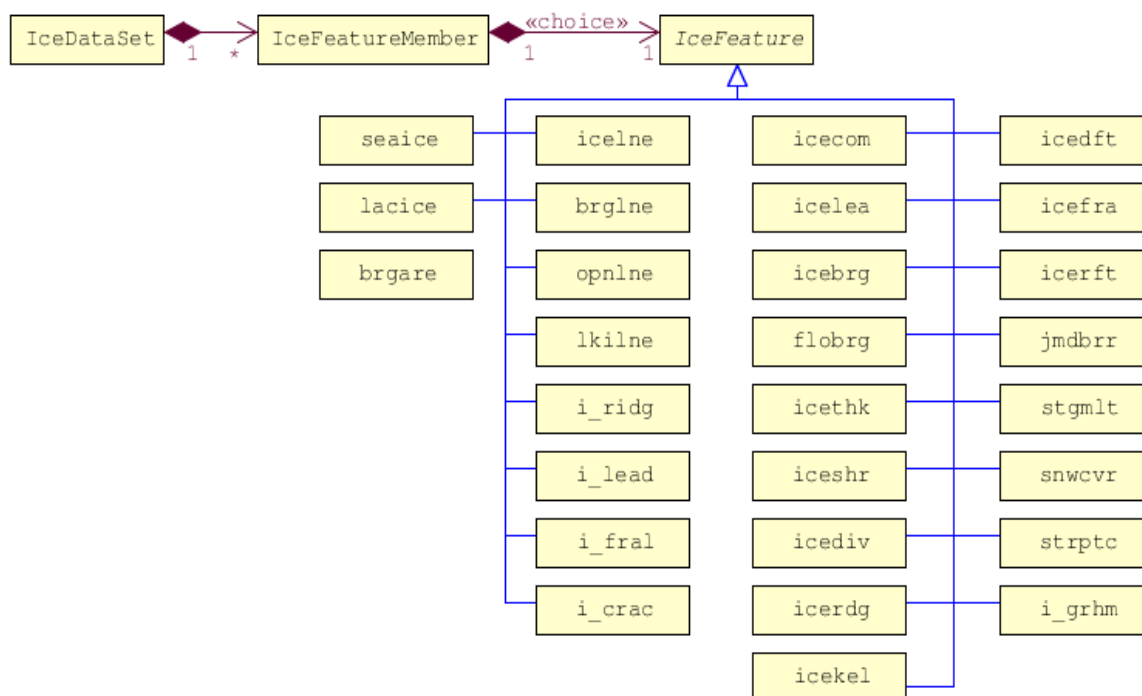 IceDataSet 1 * IceFeatureMember 1 «choice» 1 IceFeature
seaice icelne icecom icedft
lacice brglne icelea icefra
brgare opnlne icebrg icerft
lkilne flobrg jmdbrr
i_ridg icethk stgmlt
i_lead iceshr snwcvr
i_fral icediv strptc
i_crac icerdg i_grhm
icekel